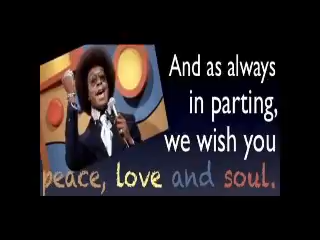 And as always
in parting,
we wish you
peace, love and soul.